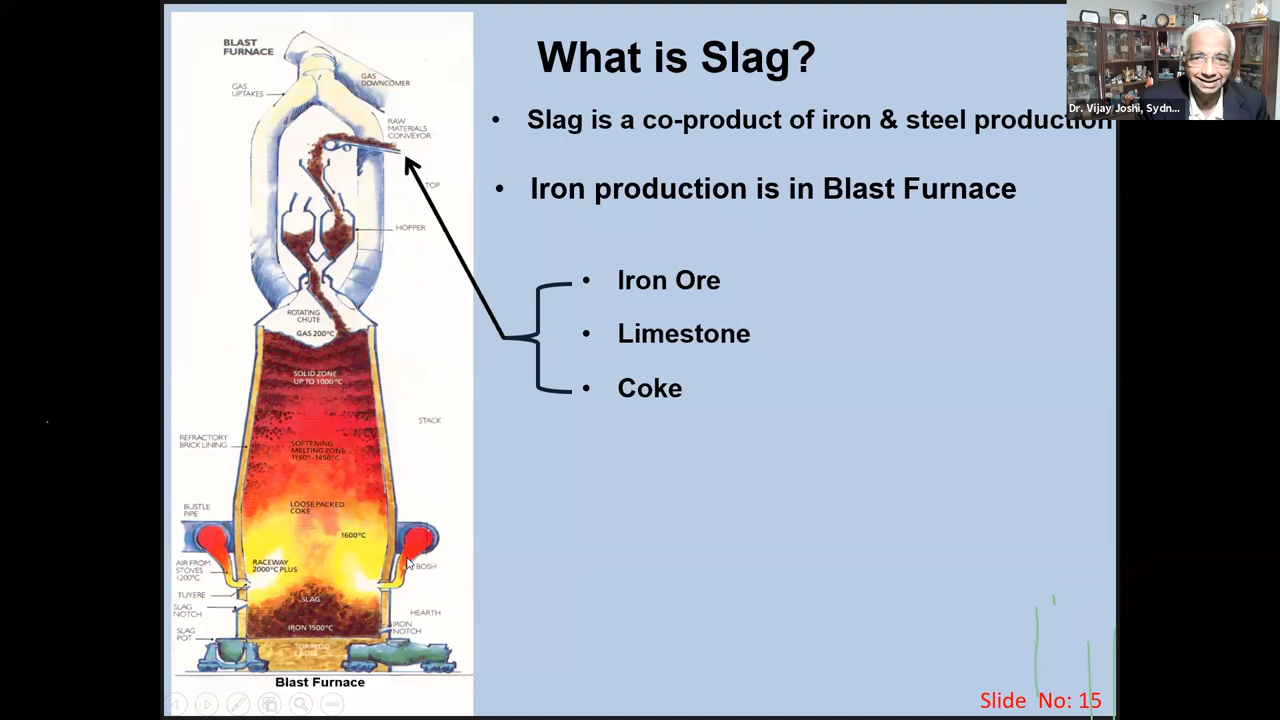 What is Slag?
Dr. Vijay Joshi, Sydn...
• Slag is a co-product of iron & steel production
• Iron production is in Blast Furnace
• Iron Ore
• Limestone
• Coke
BLAST
FURNACE
GAS
UPTAKES
GAS
DOWNCOMER
RAW
MATERIALS
CONVEYOR
TOP
HOPPER
ROTATING
CHUTE
GAS 200°C
SOLID ZONE
UP TO 1000°C
STACK
REFRACTORY
BRICK LINING
SOFTENING
MELTING ZONE
1150°-1450°C
LOOSE PACKED
COKE
BUSTLE
PIPE
1600°C
RACEWAY
2000°C PLUS
AIR FROM
STOVES
1200°C
BOSH
TUYERE
SLAG
SLAG
NOTCH
HEARTH
IRON 1500°C
IRON
NOTCH
SLAG
POT
TORPEDO
LADLE
Blast Furnace
Slide No: 15